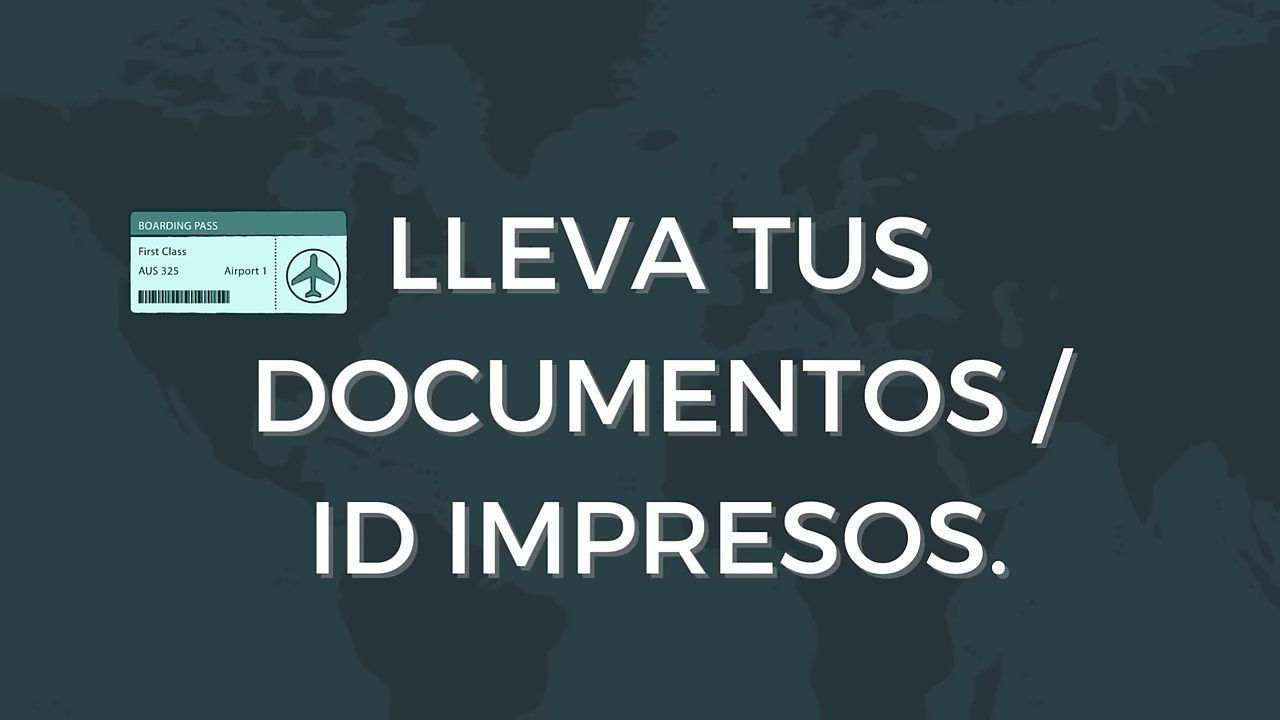 BOARDING PASS
First Class
AUS 325 Airport 1
LLEVA TUS
DOCUMENTOS /
ID IMPRESOS.